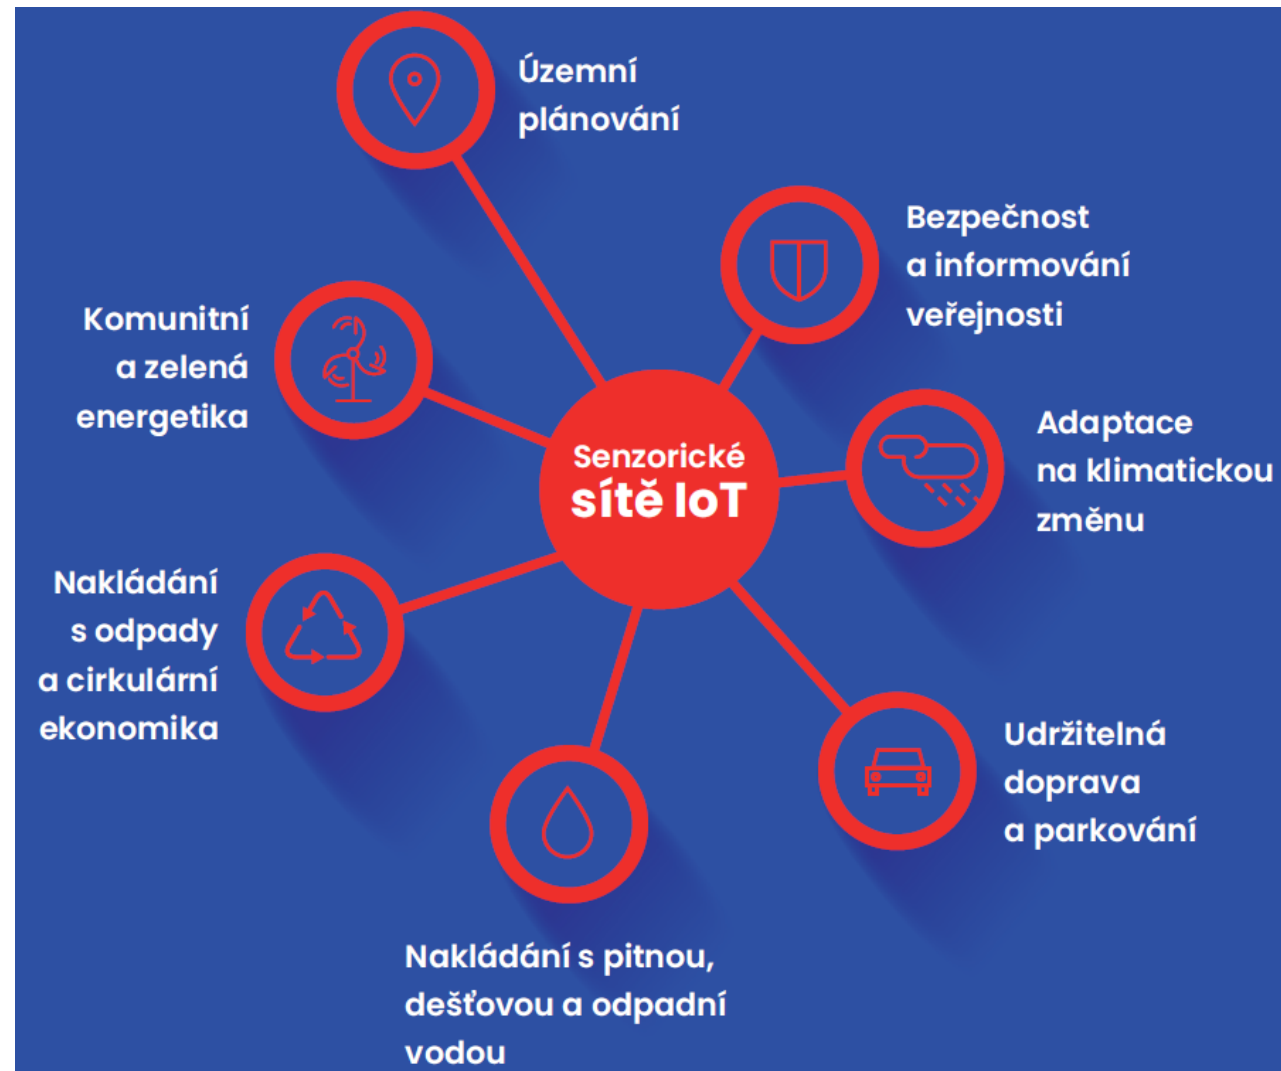 Územní
plánování
Bezpečnost
a informování
veřejnosti
Komunitní
a zelená
energetika
Adaptace
na klimatickou
změnu
Senzorické
sítě IoT
Nakládání
s odpady
a cirkulární
ekonomika
Udržitelná
doprava
a parkování
Nakládání s pitnou,
dešťovou a odpadní
vodou